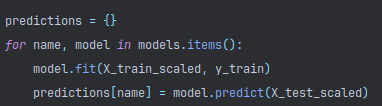 predictions = {}
for name, model in models.items():
    model.fit(X_train_scaled, y_train)
    predictions[name] = model.predict(X_test_scaled)